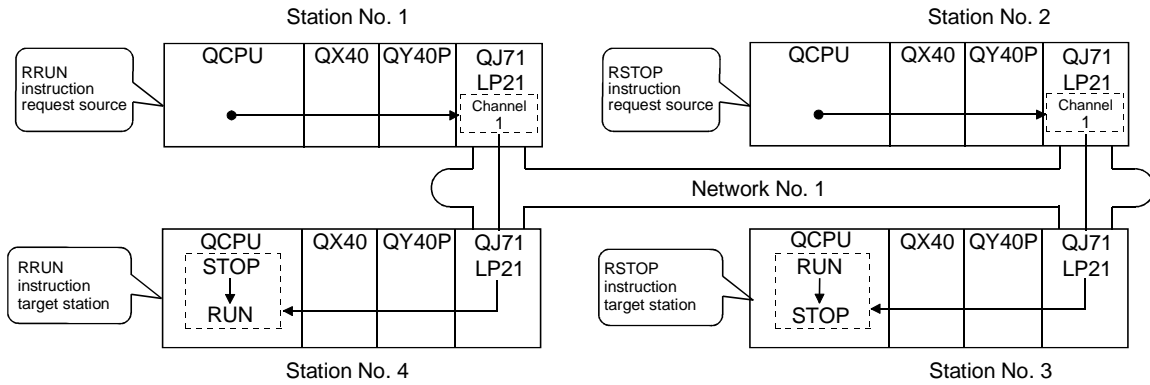 Station No. 1
RRUN
instruction
request source
QCPU
QX40
QY40P
QJ71
LP21
Channel
1
Station No. 2
RSTOP
instruction
request source
QCPU
QX40
QY40P
QJ71
LP21
Channel
1
Network No. 1
RRUN
instruction
target station
QCPU
STOP
RUN
QX40
QY40P
QJ71
LP21
Station No. 4
RSTOP
instruction
target station
QCPU
RUN
STOP
QX40
QY40P
QJ71
LP21
Station No. 3